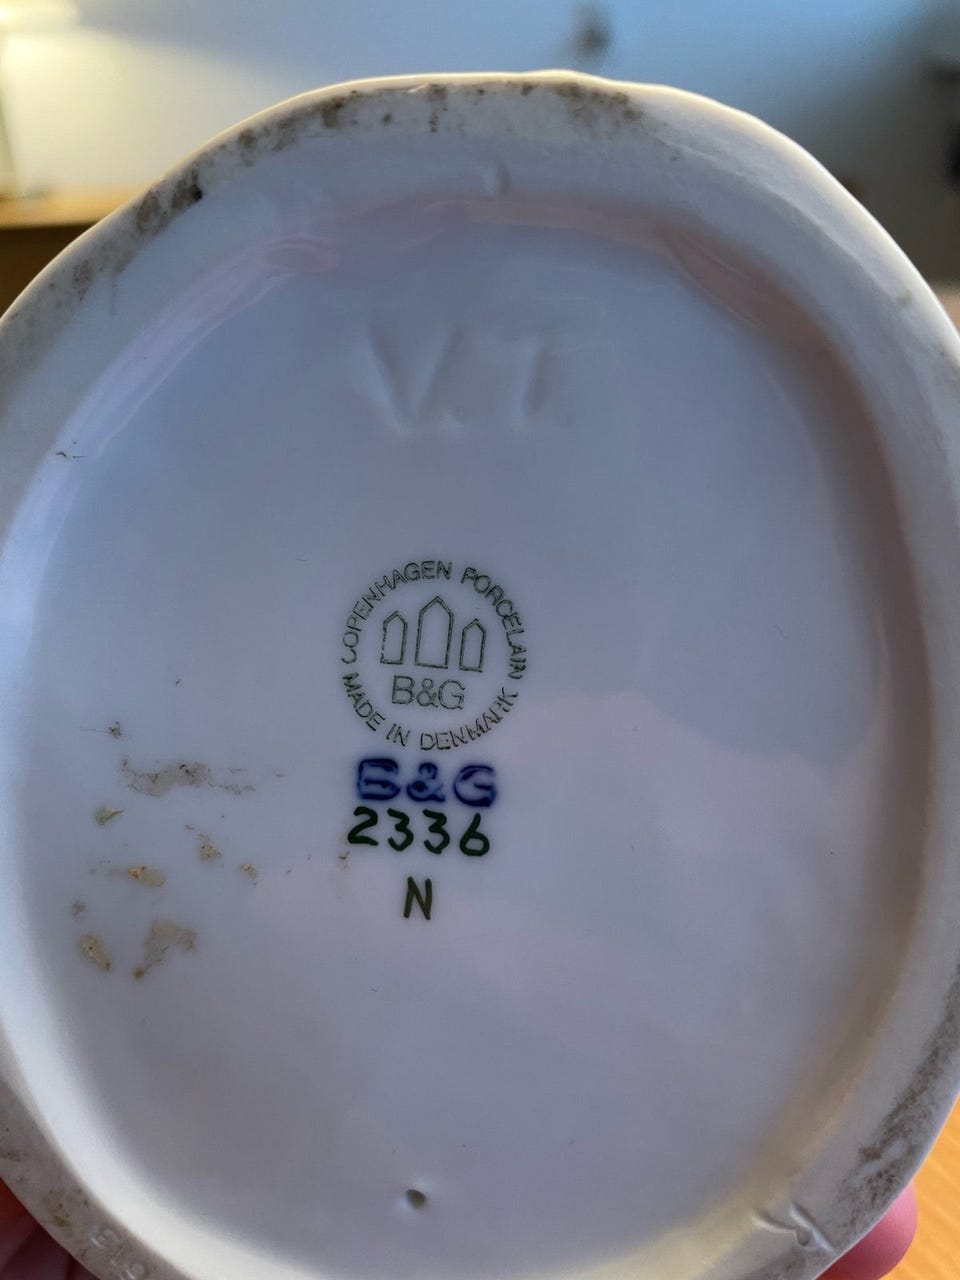 V.T
COPENHAGEN PORCELAIN
B&G
MADE IN DENMARK
B&G
2336
N